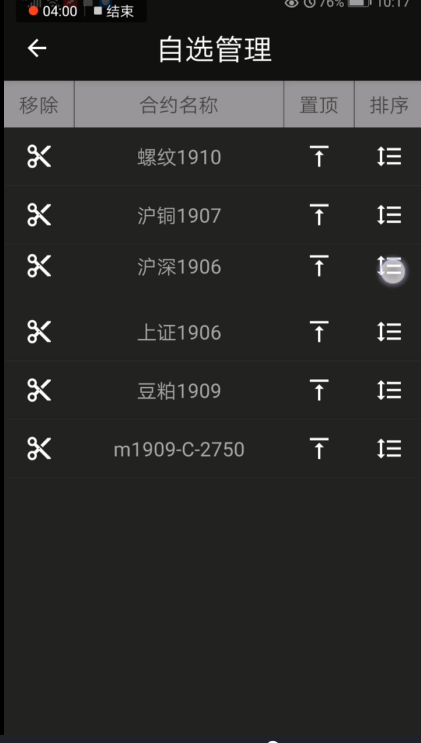 04:00 结束 76% 10:17
自选管理
移除 合约名称 置顶 排序
螺纹1910
沪铜1907
沪深1906
上证1906
豆粕1909
m1909-C-2750